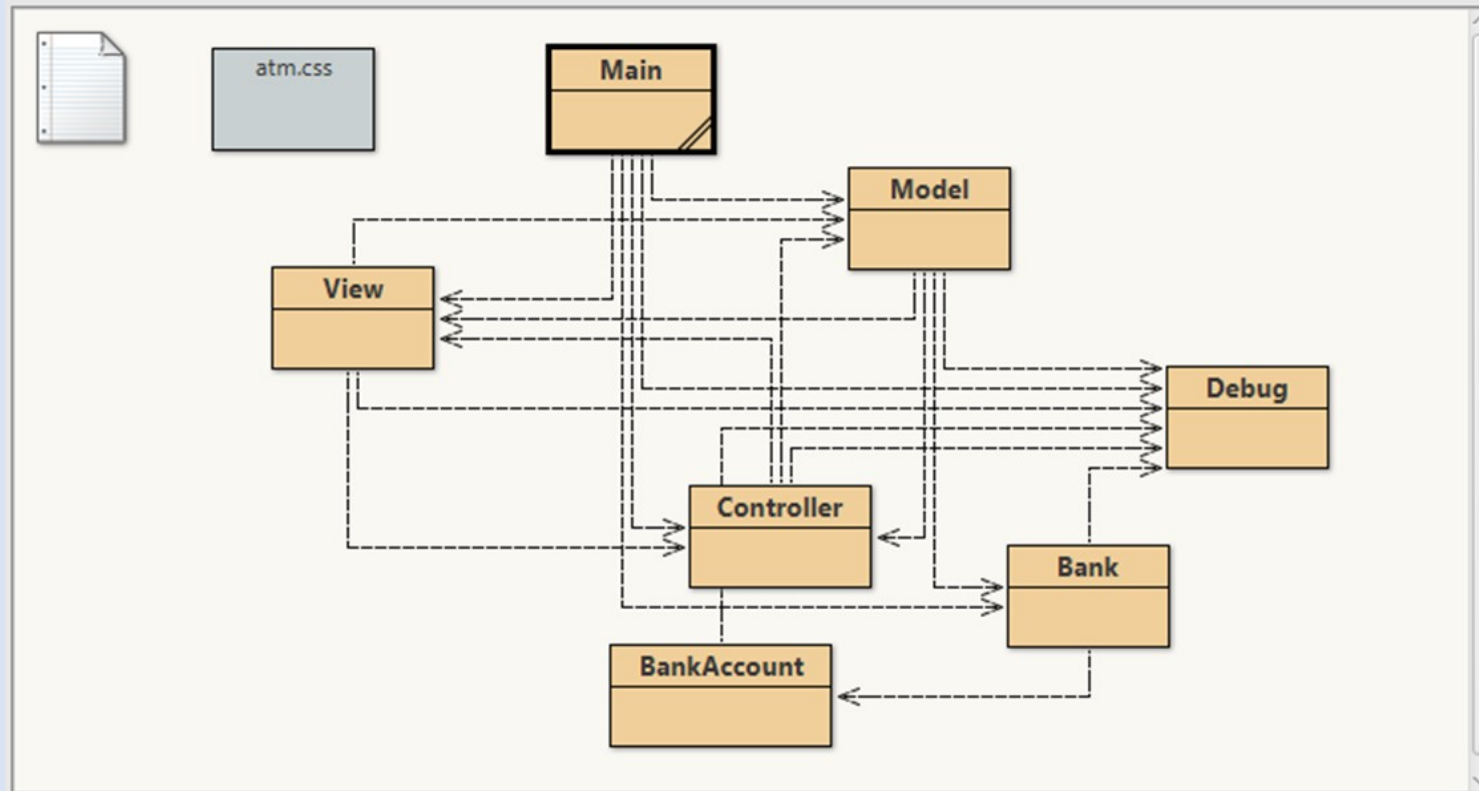 atm.css
Main
Model
View
Debug
Controller
Bank
BankAccount